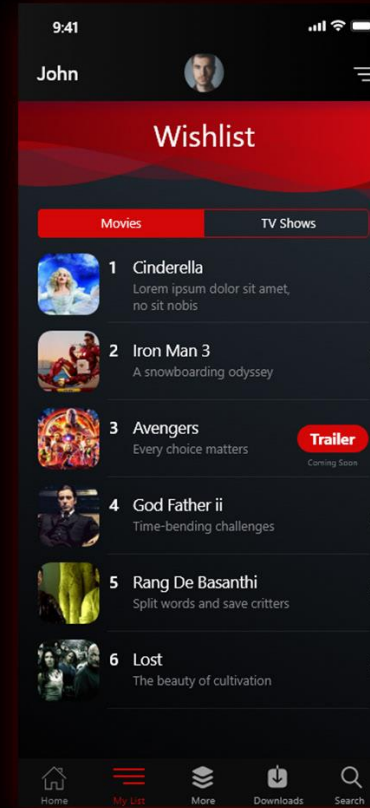 9:41
John
Wishlist
Movies
TV Shows
1 Cinderella
Lorem ipsum dolor sit amet,
no sit nobis
2 Iron Man 3
A snowboarding odyssey
3 Avengers
Every choice matters
Trailer
Coming Soon
4 God Father ii
Time-bending challenges
5 Rang De Basanthi
Split words and save critters
6 Lost
The beauty of cultivation
Home
My List
More
Downloads
Search